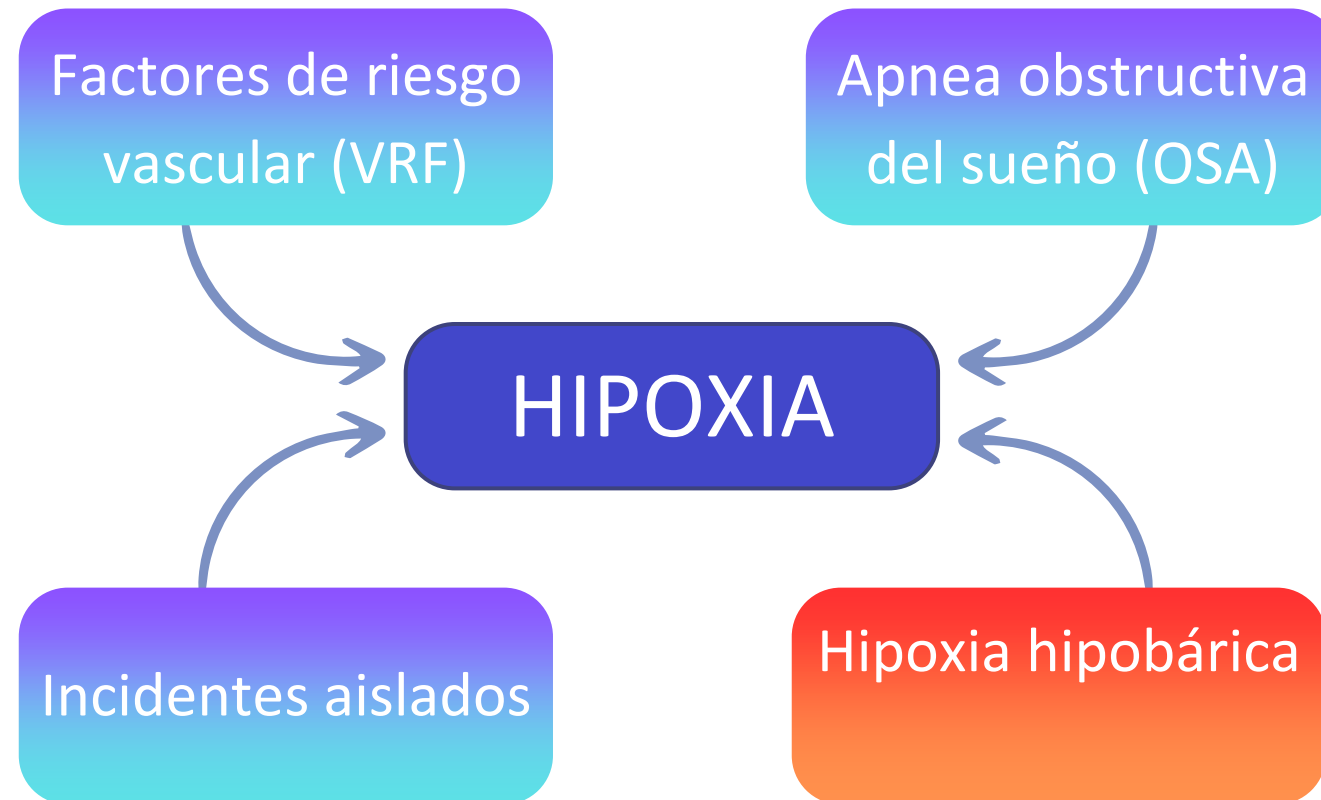 Factores de riesgo
vascular (VRF)
Apnea obstructiva
del sueño (OSA)
HIPOXIA
Incidentes aislados
Hipoxia hipobárica